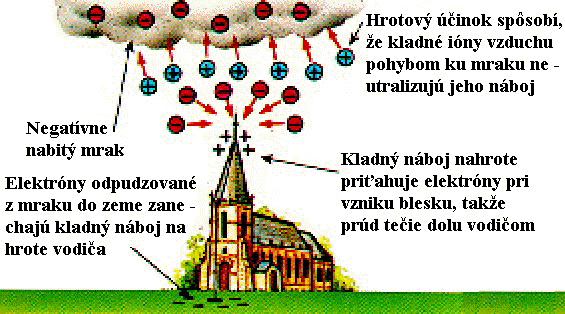 Hrotový účinok spôsobí,
že kladné ióny vzduchu
pohybom ku mraku ne -
utralizujú jeho náboj
Negatívne
nabitý mrak
Kladný náboj nahrote
priťahuje elektróny pri
vzniku blesku, takže
prúd tečie dolu vodičom
Elektróny odpudzované
z mraku do zeme zane -
chajú kladný náboj na
hrote vodiča